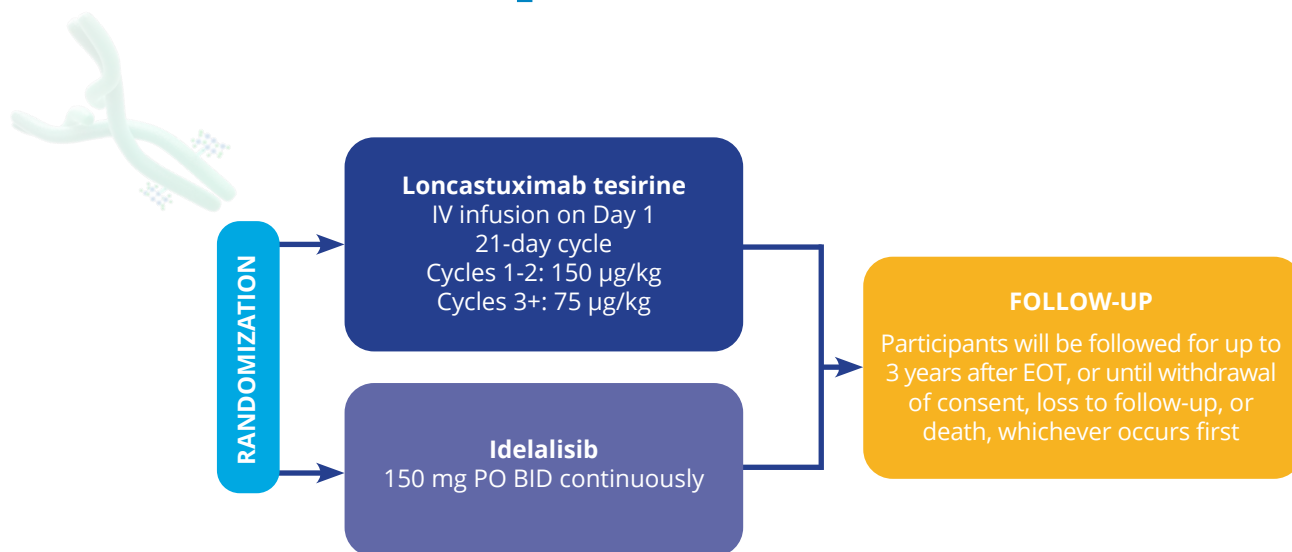 RANDOMIZATION
Loncastuximab tesirine
IV infusion on Day 1
21-day cycle
Cycles 1-2: 150 µg/kg
Cycles 3+: 75 µg/kg
Idelalisib
150 mg PO BID continuously
FOLLOW-UP
Participants will be followed for up to
3 years after EOT, or until withdrawal
of consent, loss to follow-up, or
death, whichever occurs first